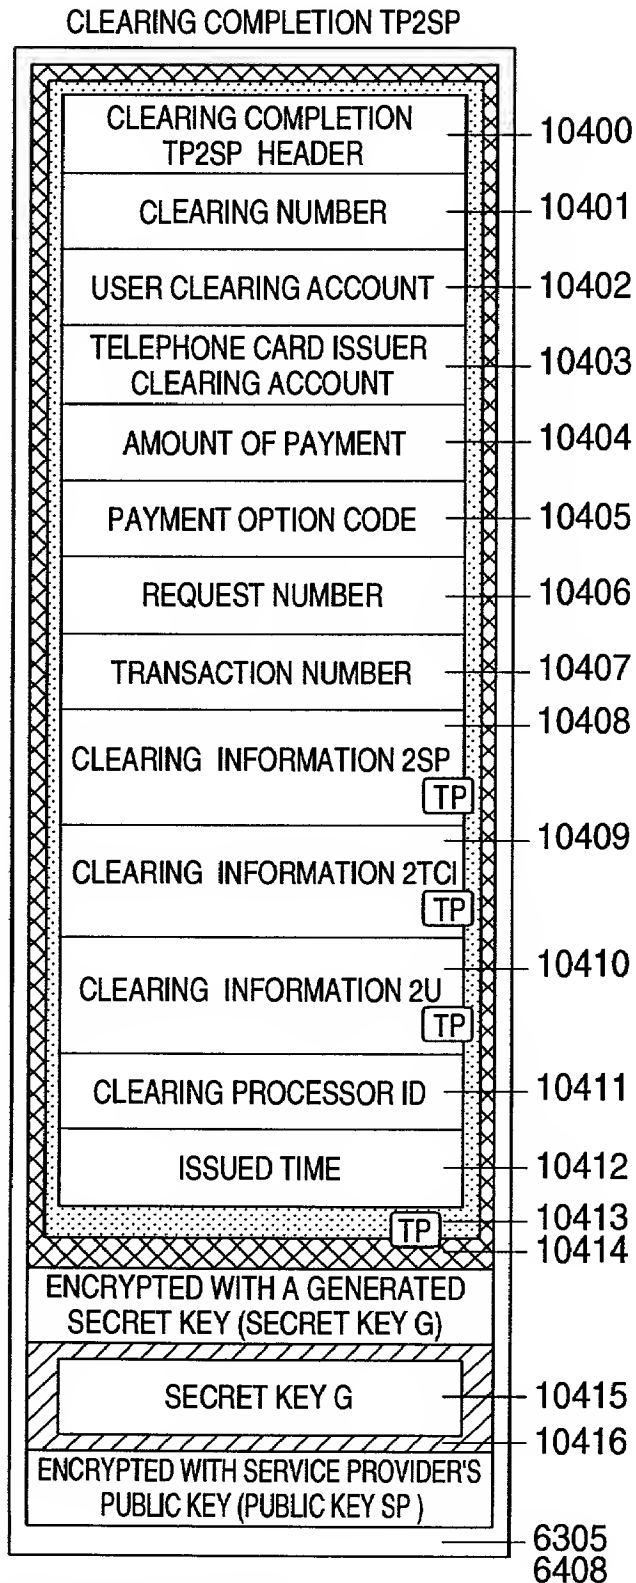 CLEARING COMPLETION TP2SP
CLEARING COMPLETION
TP2SP HEADER
10400
CLEARING NUMBER
10401
USER CLEARING ACCOUNT
10402
TELEPHONE CARD ISSUER
CLEARING ACCOUNT
10403
AMOUNT OF PAYMENT
10404
PAYMENT OPTION CODE
10405
REQUEST NUMBER
10406
TRANSACTION NUMBER
10407
10408
CLEARING INFORMATION 2SP
TP
10409
CLEARING INFORMATION 2TCI
TP
10410
CLEARING INFORMATION 2U
TP
CLEARING PROCESSOR ID
10411
ISSUED TIME
10412
TP
10413
10414
ENCRYPTED WITH A GENERATED
SECRET KEY (SECRET KEY G)
SECRET KEY G
10415
10416
ENCRYPTED WITH SERVICE PROVIDER'S
PUBLIC KEY (PUBLIC KEY SP )
6305
6408